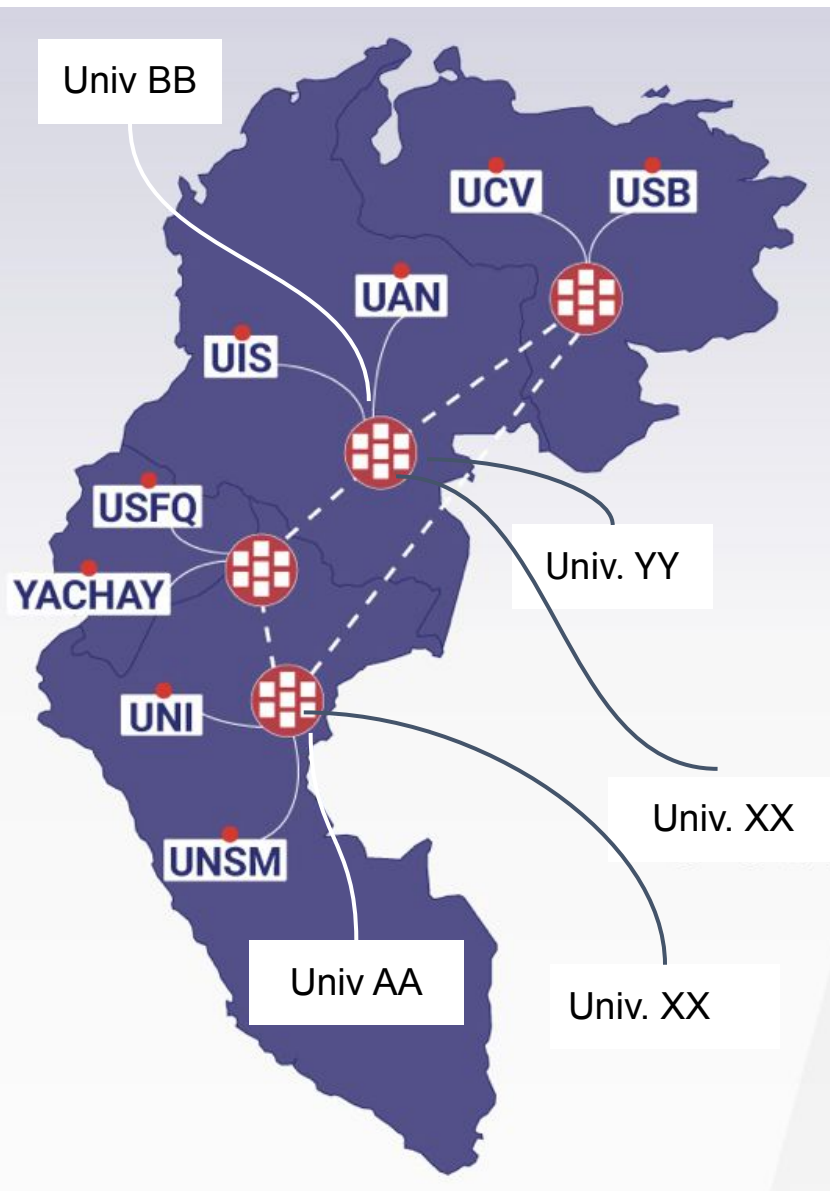 Univ BB
UCV
USB
UAN
UIS
USFQ
Univ. YY
YACHAY
UNI
Univ. XX
UNSM
Univ AA
Univ. XX